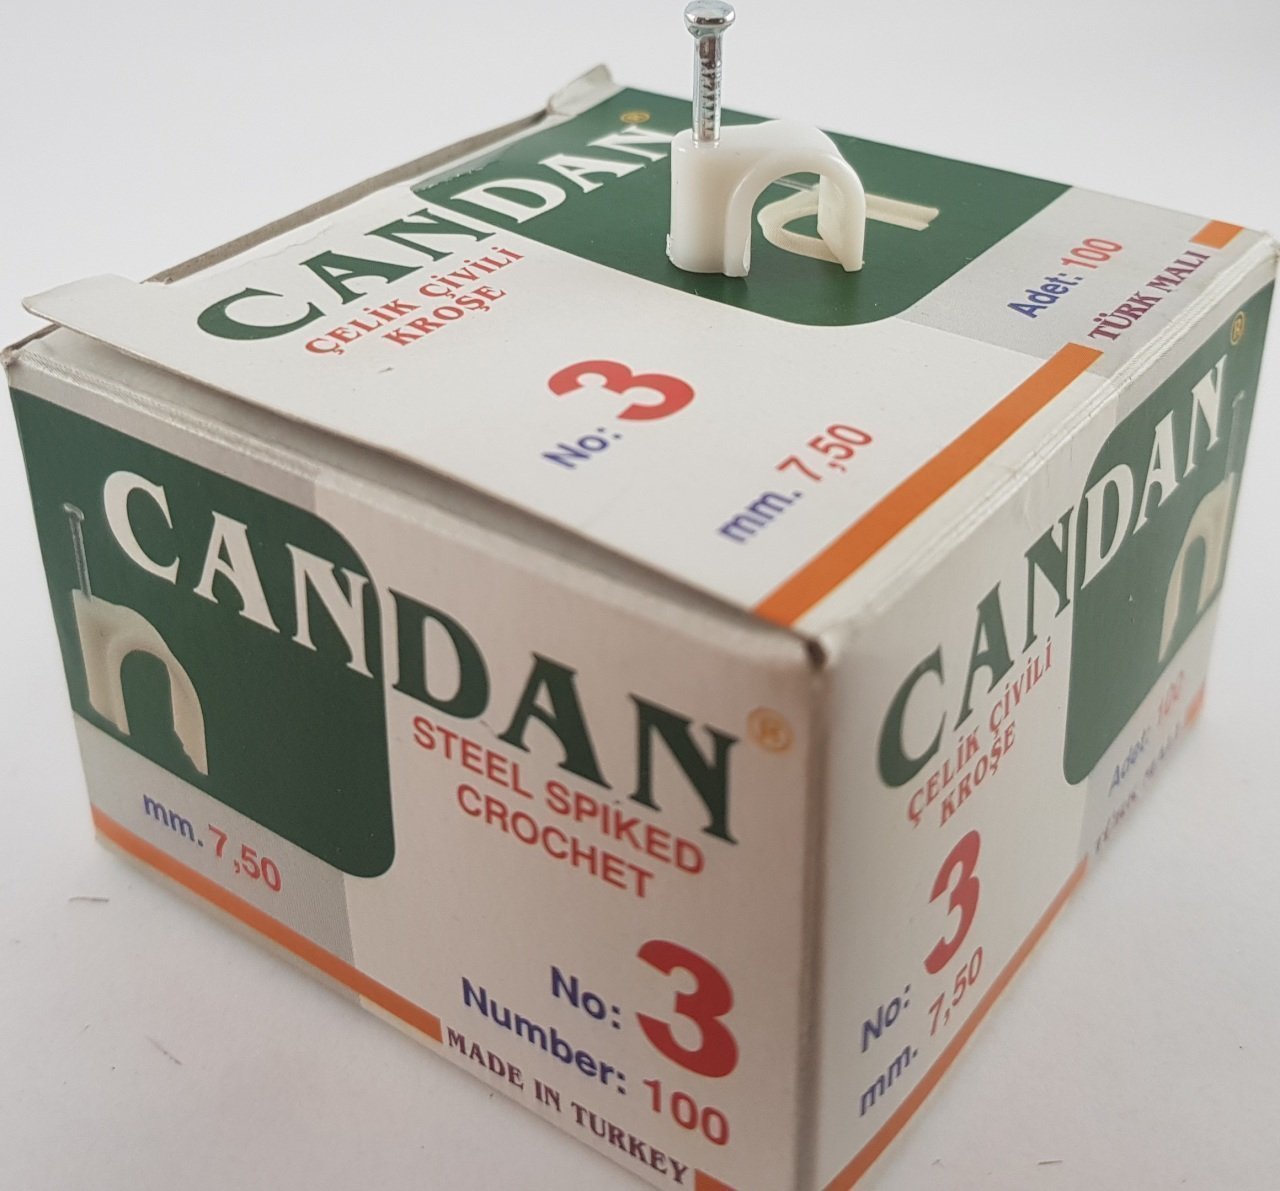 CANDAN ®
ÇELİK ÇİVİLİ
KROŞE
No: 3
mm. 7,50
Adet: 100
TÜRK MALI
CANDAN ®
STEEL SPIKED
CROCHET
mm. 7,50
No: 3
Number: 100
MADE IN TURKEY
CANDAN ®
ÇELİK ÇİVİLİ
KROŞE
No: 3
mm. 7,50
Adet: 100
TÜRK MALI